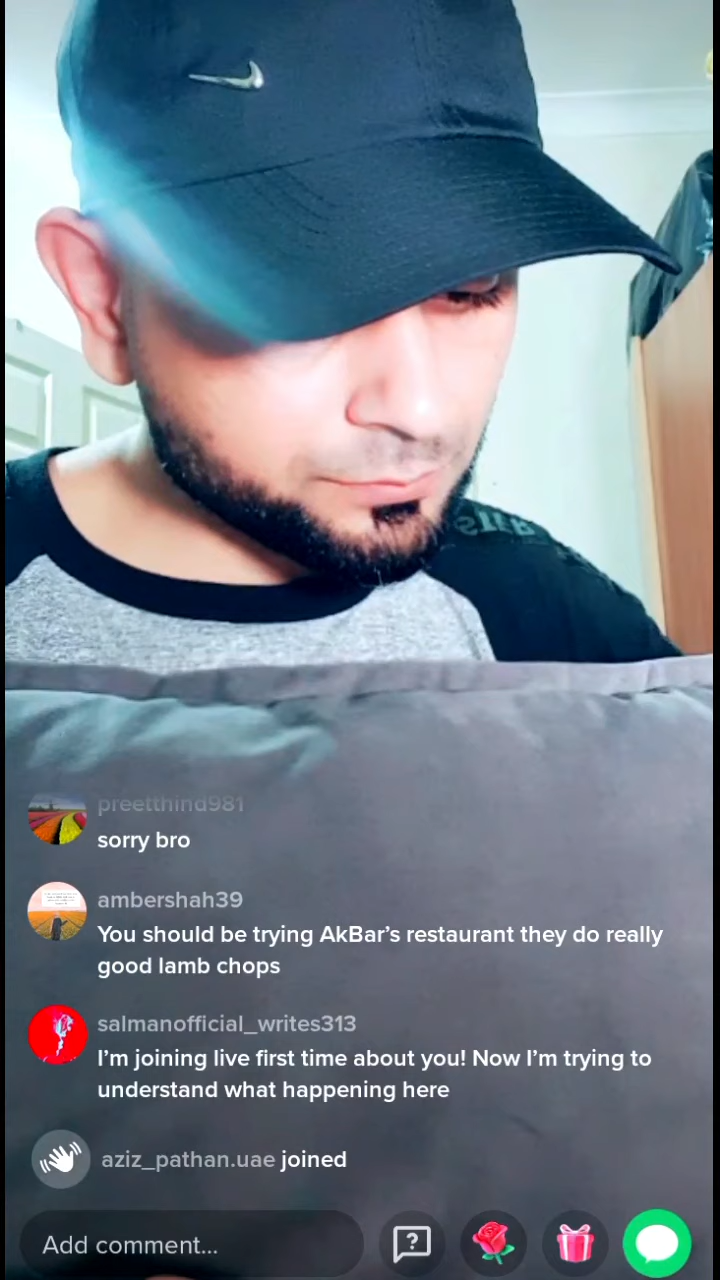 preetthind981
sorry bro
ambershah39
You should be trying AkBar's restaurant they do really
good lamb chops
salmanofficial_writes313
I'm joining live first time about you! Now I'm trying to
understand what happening here
aziz_pathan.uae joined
Add comment...